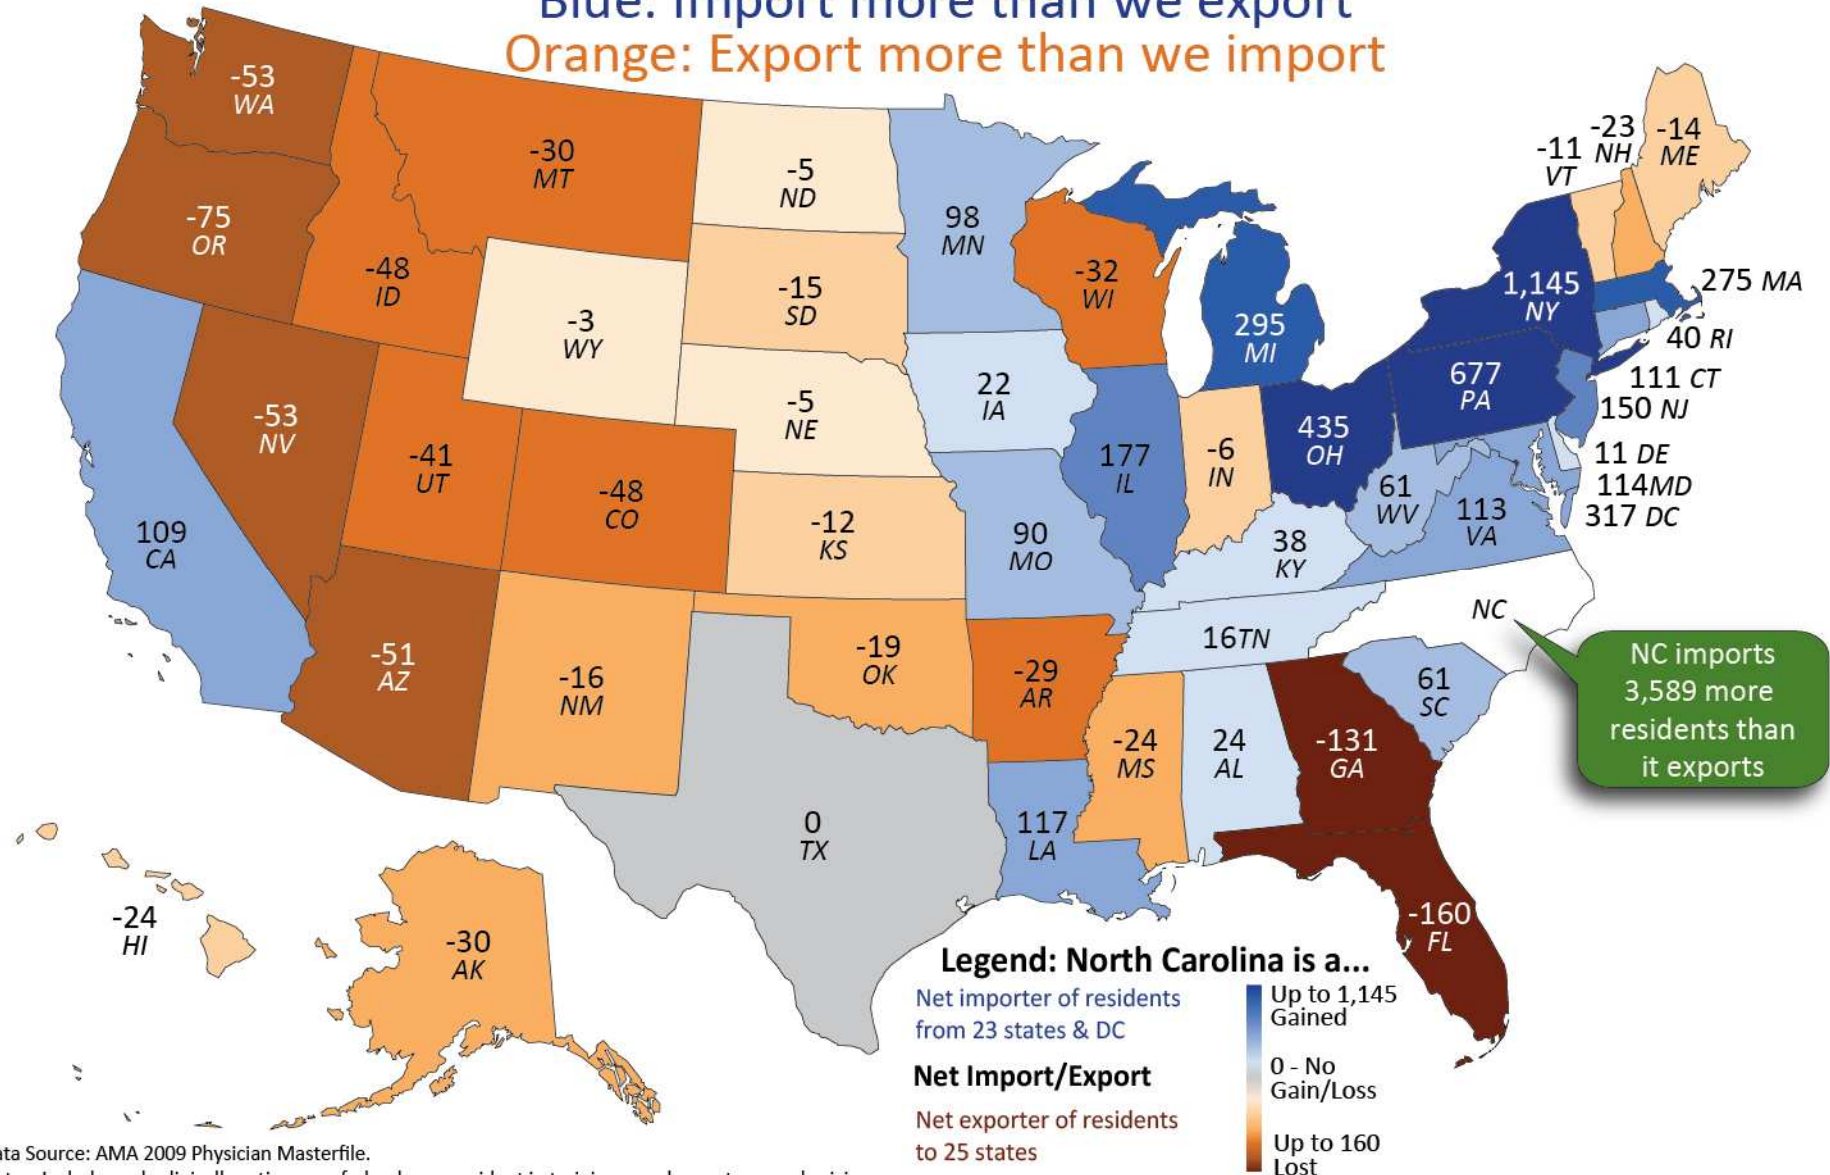 Blue: Import more than we export
Orange: Export more than we import
-53
WA
-75
OR
-48
ID
-30
MT
-3
WY
-5
ND
-15
SD
-5
NE
98
MN
-32
WI
295
MI
22
IA
-11
VT
-23
NH
-14
ME
1,145
NY
275 MA
40 RI
677
PA
111 CT
150 NJ
11 DE
114MD
317 DC
109
CA
-53
NV
-41
UT
-48
CO
-12
KS
90
MO
177
IL
-6
IN
435
OH
61
WV
113
VA
38
KY
16TN
NC
NC imports
3,589 more
residents than
it exports
-51
AZ
-16
NM
-19
OK
-29
AR
-24
MS
24
AL
-131
GA
61
SC
0
TX
117
LA
-160
FL
-24
HI
-30
AK
Legend: North Carolina is a...
Net importer of residents
from 23 states & DC
Net Import/Export
Net exporter of residents
to 25 states
Up to 1,145
Gained
0 - No
Gain/Loss
Up to 160
Lost
ata Source: AMA 2009 Physician Masterfile.